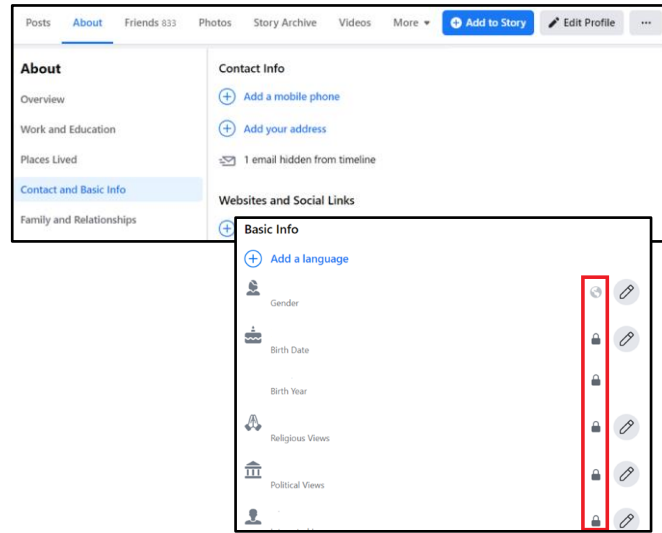 Posts About Friends 833 Photos Story Archive Videos More Add to Story Edit Profile ...
About
Overview
Work and Education
Places Lived
Contact and Basic Info
Family and Relationships
Contact Info
Add a mobile phone
Add your address
1 email hidden from timeline
Websites and Social Links
Basic Info
Add a language
Gender
Birth Date
Birth Year
Religious Views
Political Views